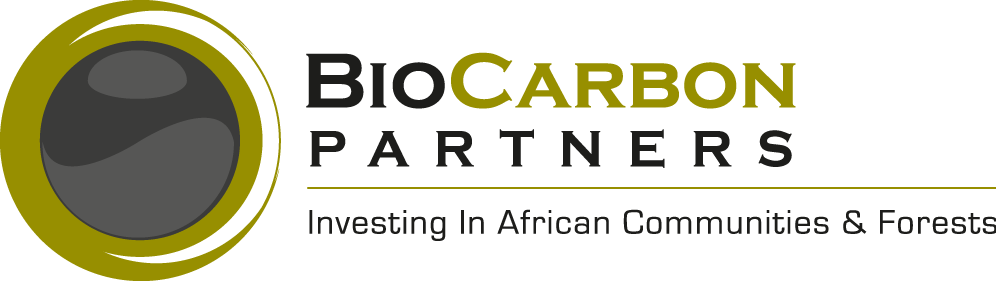 BioCarbon
PARTNERS
Investing In African Communities & Forests